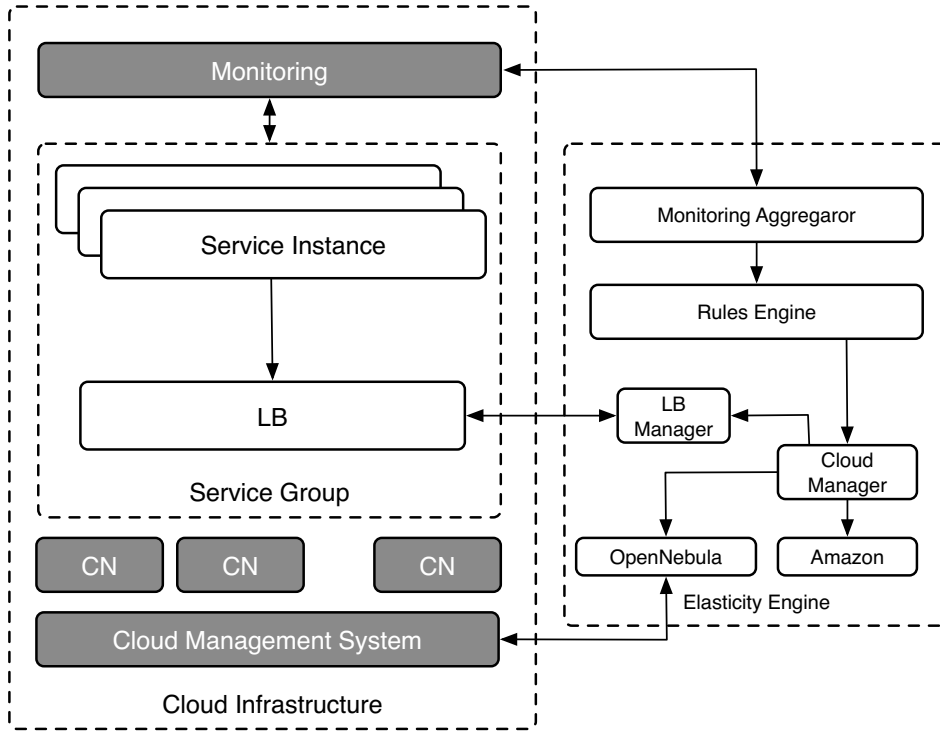 Monitoring
Service Instance
LB
Service Group
CN
CN
CN
Cloud Management System
Cloud Infrastructure
Monitoring Aggregaror
Rules Engine
LB
Manager
Cloud
Manager
OpenNebula
Amazon
Elasticity Engine